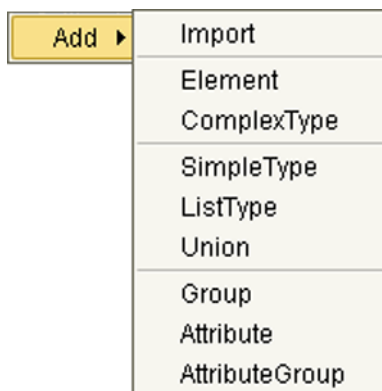 Add
Import
Element
ComplexType
SimpleType
ListType
Union
Group
Attribute
AttributeGroup